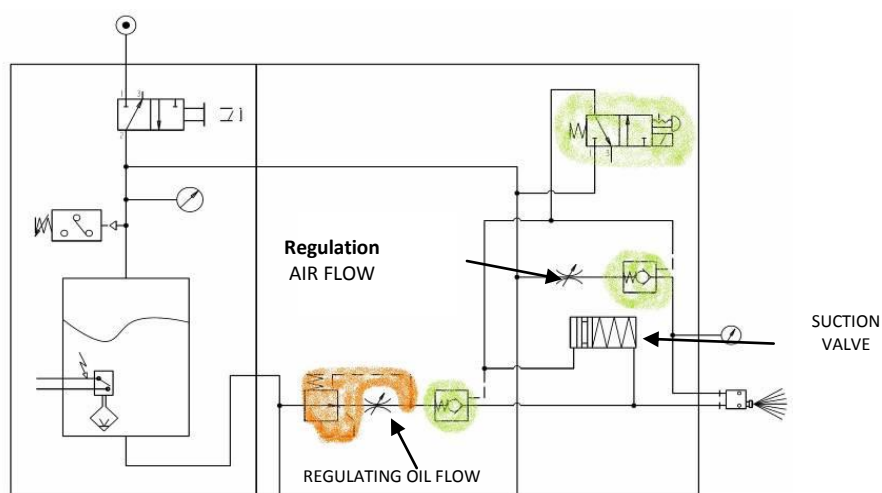 Regulation
AIR FLOW
SUCTION
VALVE
REGULATING OIL FLOW